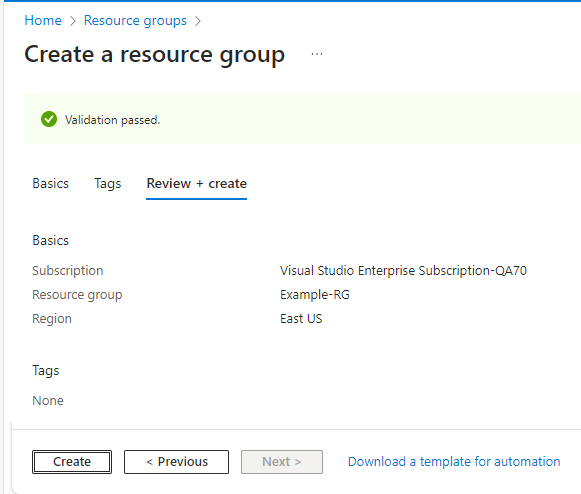 Home > Resource groups >
Create a resource group ...
Validation passed.
Basics Tags Review + create
Basics
Subscription Visual Studio Enterprise Subscription-QA70
Resource group Example-RG
Region East US
Tags
None
Create < Previous Next > Download a template for automation